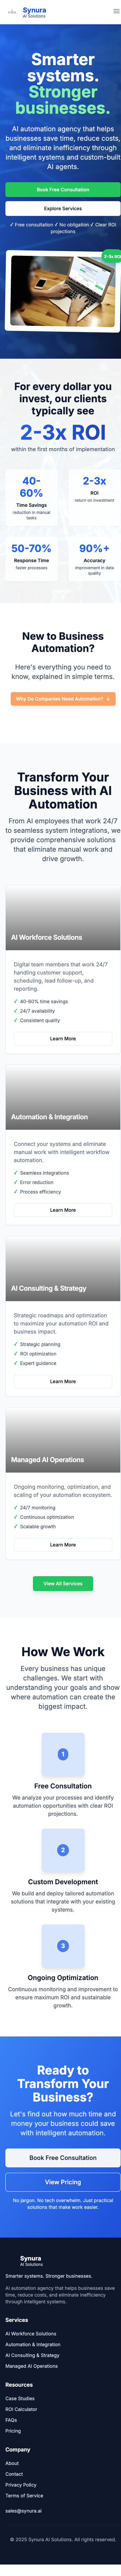 Synura
AI Solutions
Smarter
systems.
Stronger
businesses.
AI automation agency that helps
businesses save time, reduce costs,
and eliminate inefficiency through
intelligent systems and custom-built
AI agents.
Book Free Consultation
Explore Services
✓ Free consultation ✓ No obligation ✓ Clear ROI
projections
2-3x ROI
For every dollar you
invest, our clients
typically see
2-3x ROI
within the first months of implementation
40-
60%
Time Savings
reduction in manual
tasks
2-3x
ROI
return on investment
50-70%
Response Time
faster processes
90%+
Accuracy
improvement in data
quality
New to Business
Automation?
Here's everything you need to
know, explained in simple terms.
Why Do Companies Need Automation?
Transform Your
Business with AI
Automation
From AI employees that work 24/7
to seamless system integrations, we
provide comprehensive solutions
that eliminate manual work and
drive growth.
AI Workforce Solutions
Digital team members that work 24/7
handling customer support,
scheduling, lead follow-up, and
reporting.
✓ 40-60% time savings
✓ 24/7 availability
✓ Consistent quality
Learn More
Automation & Integration
Connect your systems and eliminate
manual work with intelligent workflow
automation.
✓ Seamless integrations
✓ Error reduction
✓ Process efficiency
Learn More
AI Consulting & Strategy
Strategic roadmaps and optimization
to maximize your automation ROI and
business impact.
✓ Strategic planning
✓ ROI optimization
✓ Expert guidance
Learn More
Managed AI Operations
Ongoing monitoring, optimization, and
scaling of your automation ecosystem.
✓ 24/7 monitoring
✓ Continuous optimization
✓ Scalable growth
Learn More
View All Services
How We Work
Every business has unique
challenges. We start with
understanding your goals and show
where automation can create the
biggest impact.
1
Free Consultation
We analyze your processes and identify
automation opportunities with clear ROI
projections.
2
Custom Development
We build and deploy tailored automation
solutions that integrate with your existing
systems.
3
Ongoing Optimization
Continuous monitoring and improvement to
ensure maximum ROI and sustainable
growth.
Ready to
Transform Your
Business?
Let's find out how much time and
money your business could save
with intelligent automation.
Book Free Consultation
View Pricing
No jargon. No tech overwhelm. Just practical
solutions that make work easier.
Synura
AI Solutions
Smarter systems. Stronger businesses.
AI automation agency that helps businesses save
time, reduce costs, and eliminate inefficiency
through intelligent systems.
Services
AI Workforce Solutions
Automation & Integration
AI Consulting & Strategy
Managed AI Operations
Resources
Case Studies
ROI Calculator
FAQs
Pricing
Company
About
Contact
Privacy Policy
Terms of Service
sales@synura.ai
© 2025 Synura AI Solutions. All rights reserved.